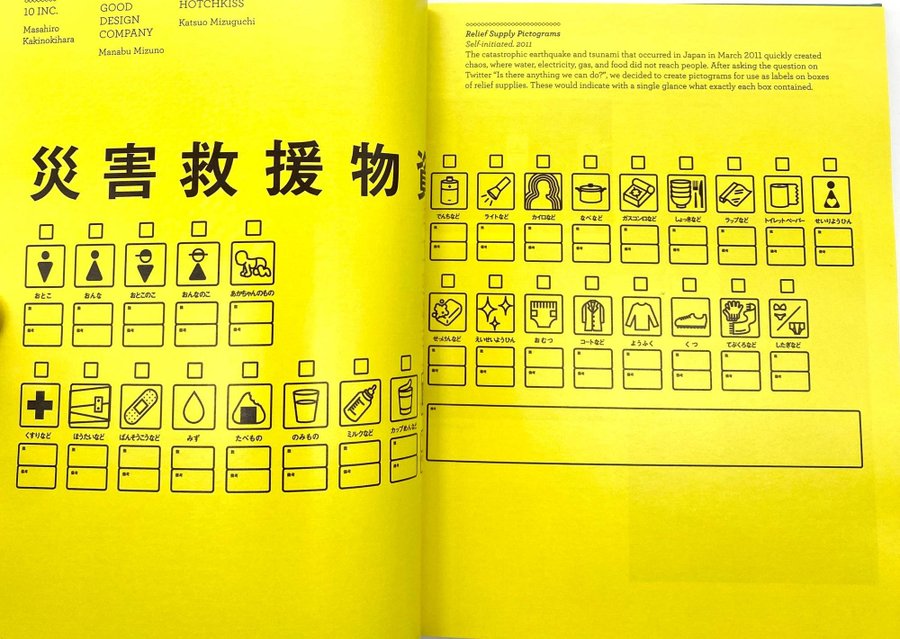 10 INC.
Masahiro
Kakinokihara
GOOD
DESIGN
COMPANY
Manabu Mizuno
HOTCHKISS
Katsuo Mizuguchi
災害救援物
おとこ
おんな
おとこのこ
おんなのこ
あかちゃんのもの
くすりなど
ほうたいなど
ばんそうこうなど
みず
たべもの
のみもの
ミルクなど
カップめんなど
Relief Supply Pictograms
Self-initiated. 2011
The catastrophic earthquake and tsunami that occurred in Japan in March 2011 quickly created
chaos, where water, electricity, gas, and food did not reach people. After asking the question on
Twitter "Is there anything we can do?", we decided to create pictograms for use as labels on boxes
of relief supplies. These would indicate with a single glance what exactly each box contained.
でんちなど
ライトなど
カイロなど
なべなど
ガスコンロなど
しょっきなど
ラップなど
トイレットペーパー
せいりようひん
せっけんなど
えいせいようひん
おむつ
コートなど
ようふく
くつ
てぶくろなど
したぎなど